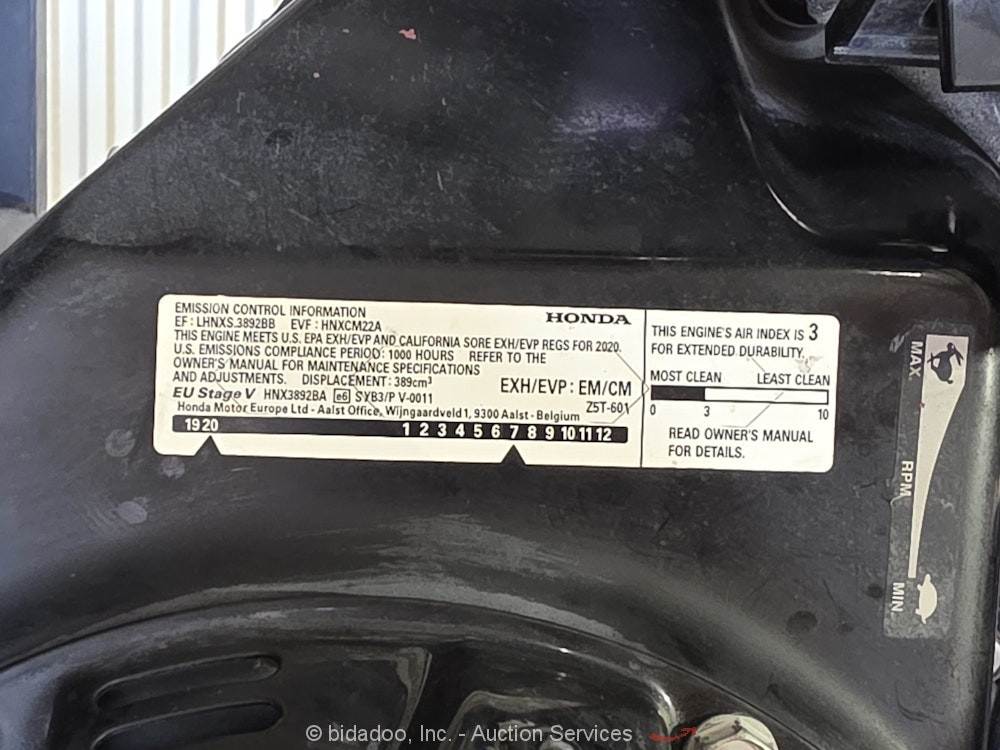 EMISSION CONTROL INFORMATION
HONDA
EF : LHNXS.3892BB EVF : HNXCM22A
THIS ENGINE MEETS U.S. EPA EXH/EVP AND CALIFORNIA SORE EXH/EVP REGS FOR 2020.
U.S. EMISSIONS COMPLIANCE PERIOD : 1000 HOURS REFER TO THE
OWNER'S MANUAL FOR MAINTENANCE SPECIFICATIONS
AND ADJUSTMENTS. DISPLACEMENT : 389cm³
EXH/EVP : EM/CM
EU Stage V HNX3892BA e6 SYB3/P V-0011
Z5T-601
Honda Motor Europe Ltd - Aalst Office, Wijngaardveld1, 9300 Aalst - Belgium
19 20 1 2 3 4 5 6 7 8 9 10 11 12
THIS ENGINE'S AIR INDEX IS 3
FOR EXTENDED DURABILITY.
MOST CLEAN LEAST CLEAN
0 3 10
READ OWNER'S MANUAL
FOR DETAILS.
MAX.
RPM
MIN.
© bidadoo, Inc. - Auction Services